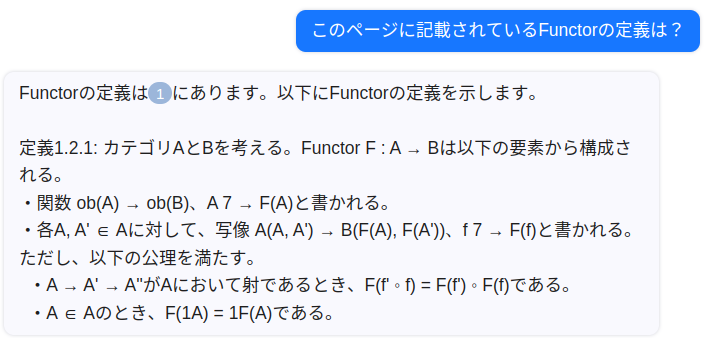 このページに記載されているFunctorの定義は？
Functorの定義は1にあります。以下にFunctorの定義を示します。
定義1.2.1: カテゴリAとBを考える。Functor F : A → Bは以下の要素から構成さ
れる。
・関数 ob(A) → ob(B)、A 7 → F(A)と書かれる。
・各A, A' ∈ Aに対して、写像 A(A, A') → B(F(A), F(A'))、f 7 → F(f)と書かれる。
ただし、以下の公理を満たす。
・A → A' → A''がAにおいて射であるとき、F(f'◦f) = F(f')◦F(f)である。
・A ∈ Aのとき、F(1A) = 1F(A)である。